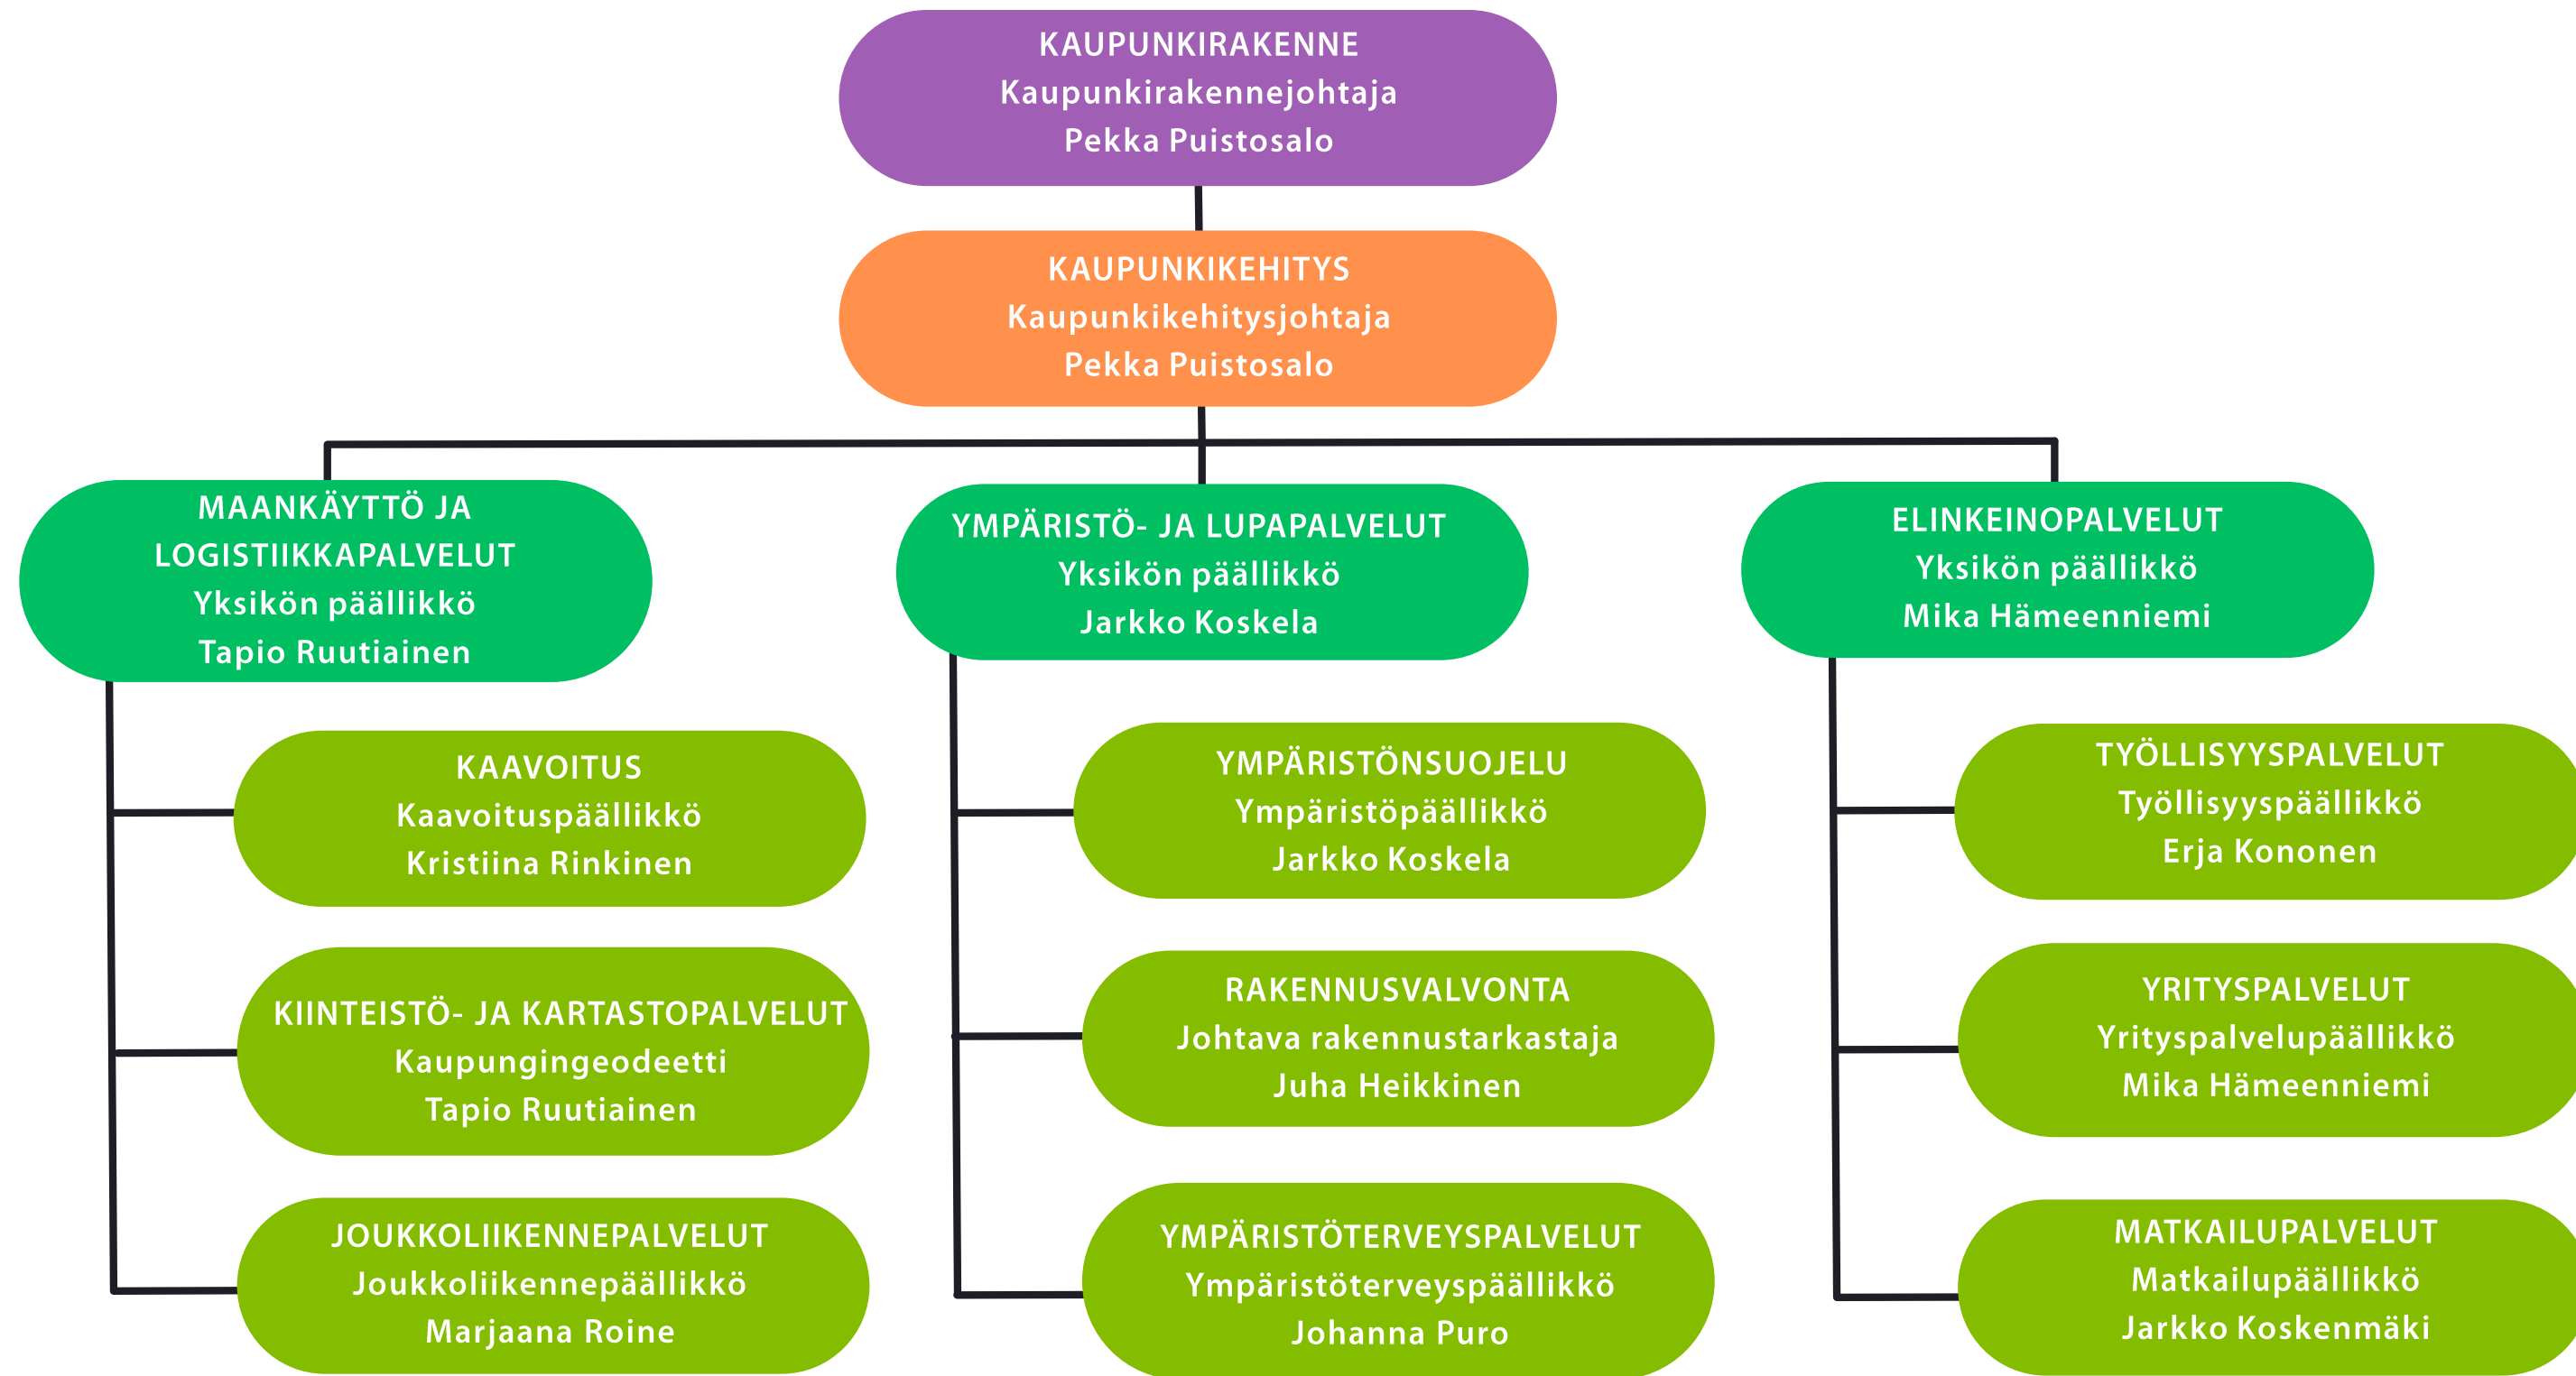 KAUPUNKIRAKENNE
Kaupunkirakennejohtaja
Pekka Puistosalo
KAUPUNKIKEHITYS
Kaupunkikehitysjohtaja
Pekka Puistosalo
MAANKÄYTTÖ JA
LOGISTIIKKAPALVELUT
Yksikön päällikkö
Tapio Ruutiainen
KAAVOITUS
Kaavoituspäällikkö
Kristiina Rinkinen
KIINTEISTÖ- JA KARTASTOPALVELUT
Kaupungingeodeetti
Tapio Ruutiainen
JOUKKOLIIKENNEPALVELUT
Joukkoliikennepäällikkö
Marjaana Roine
YMPÄRISTÖ- JA LUPAPALVELUT
Yksikön päällikkö
Jarkko Koskela
YMPÄRISTÖNSUOJELU
Ympäristöpäällikkö
Jarkko Koskela
RAKENNUSVALVONTA
Johtava rakennustarkastaja
Juha Heikkinen
YMPÄRISTÖTERVEYSPALVELUT
Ympäristöterveyspäällikkö
Johanna Puro
ELINKEINOPALVELUT
Yksikön päällikkö
Mika Hämeenniemi
TYÖLLISYYSPALVELUT
Työllisyyspäällikkö
Erja Kononen
YRITYSPALVELUT
Yrityspalvelupäällikkö
Mika Hämeenniemi
MATKAILUPALVELUT
Matkailupäällikkö
Jarkko Koskenmäki